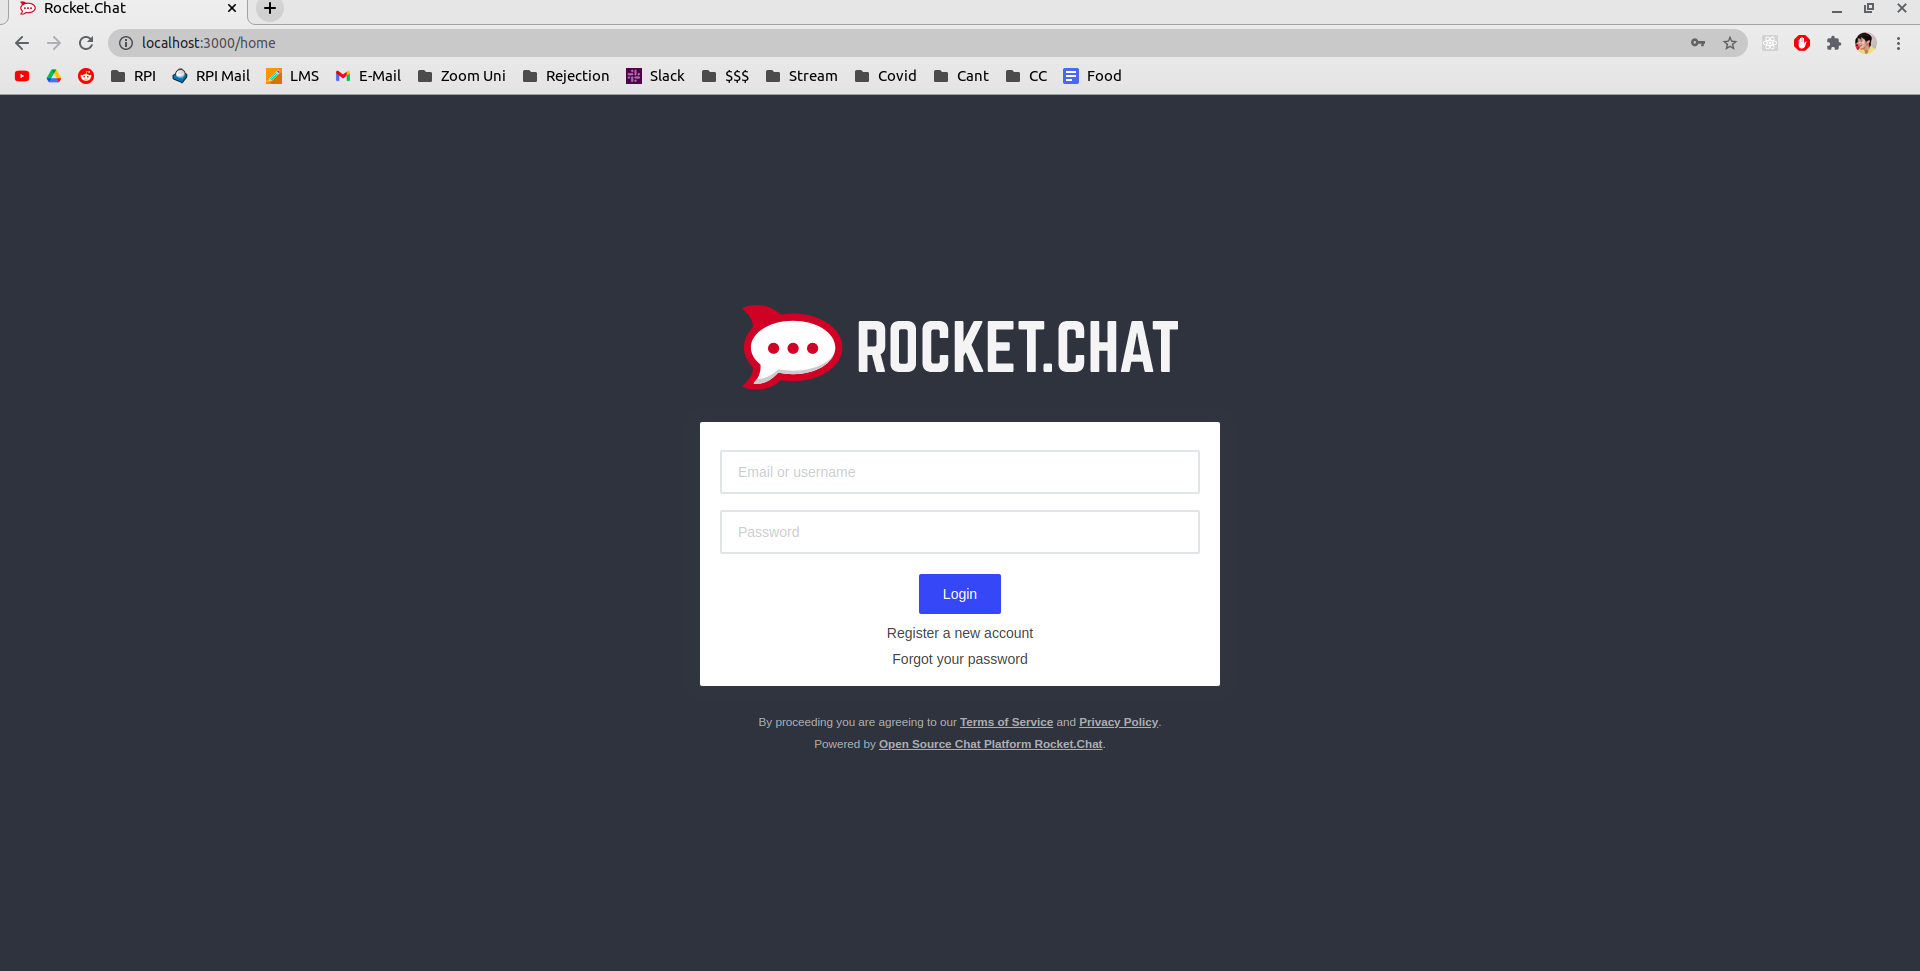 Rocket.Chat
localhost:3000/home
RPI RPI Mail LMS E-Mail Zoom Uni Rejection Slack $$$ Stream Covid Cant CC Food
ROCKET.CHAT
Email or username
Password
Login
Register a new account
Forgot your password
By proceeding you are agreeing to our Terms of Service and Privacy Policy.
Powered by Open Source Chat Platform Rocket.Chat.